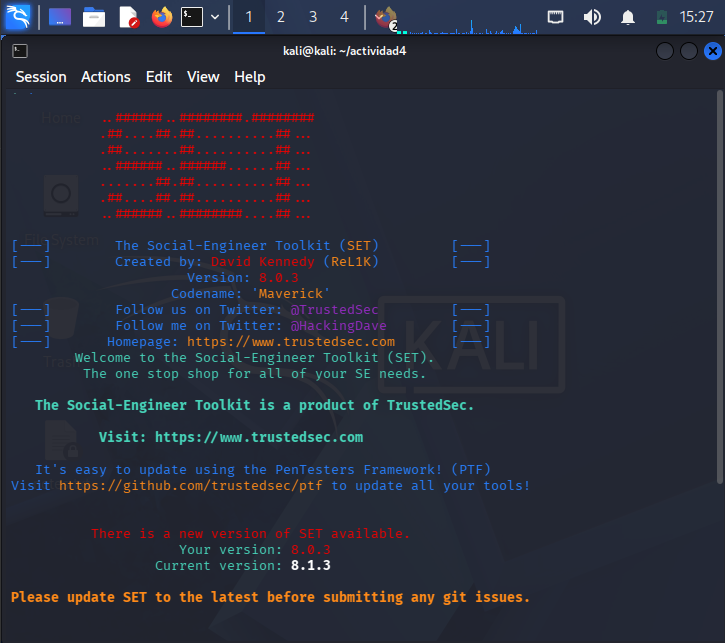 1 2 3 4 2 15:27
kali@kali: ~/actividad4
Session Actions Edit View Help
Home
..######..########.########
.##....##.##..........##...
.##.......##..........##...
..######..######......##...
.......##.##..........##...
.##....##.##..........##...
..######..########....##...
File System
[---] The Social-Engineer Toolkit (SET) [---]
[---] Created by: David Kennedy (ReL1K) [---]
Version: 8.0.3
Codename: 'Maverick'
[---] Follow us on Twitter: @TrustedSec [---]
[---] Follow me on Twitter: @HackingDave [---]
[---] Homepage: https://www.trustedsec.com [---]
Welcome to the Social-Engineer Toolkit (SET).
The one stop shop for all of your SE needs.
KALI
Trash
The Social-Engineer Toolkit is a product of TrustedSec.
Visit: https://www.trustedsec.com
It's easy to update using the PenTesters Framework! (PTF)
Visit https://github.com/trustedsec/ptf to update all your tools!
There is a new version of SET available.
Your version: 8.0.3
Current version: 8.1.3
Please update SET to the latest before submitting any git issues.